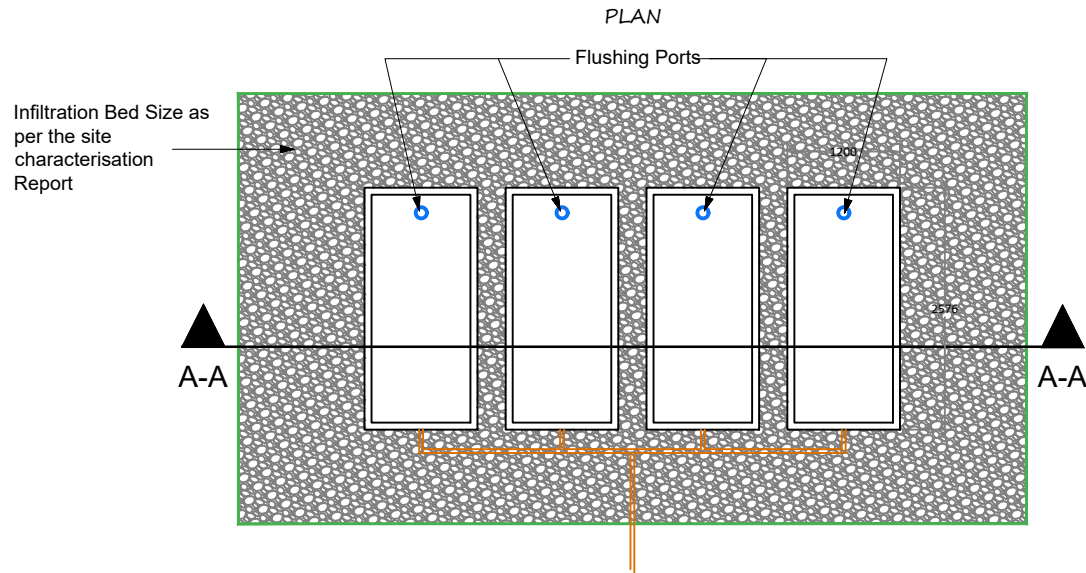 PLAN
Flushing Ports
Infiltration Bed Size as
per the site
characterisation
Report
1200
2576
A-A
A-A